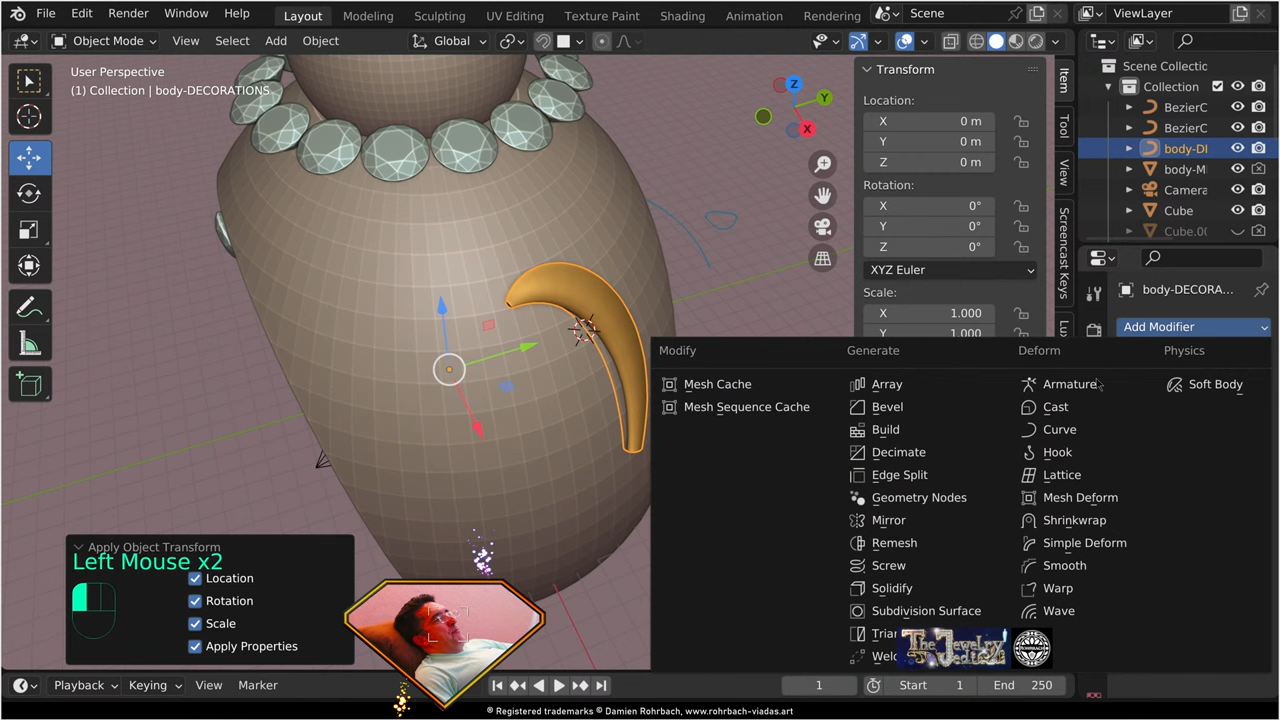 File Edit Render Window Help Layout Modeling Sculpting UV Editing Texture Paint Shading Animation Rendering Scene ViewLayer
Object Mode View Select Add Object Global
User Perspective
(1) Collection | body-DECORATIONS
Z
Y
X
Transform
Location:
X 0 m
Y 0 m
Z 0 m
Rotation:
X 0°
Y 0°
Z 0°
XYZ Euler
Scale:
X 1.000
Y 1.000
Item
Tool
View
Screencast Keys
Scene Collectic
Collection
BezierC
BezierC
body-DI
body-M
Camera
Cube
Cube.0(
body-DECORA...
Add Modifier
Modify
Mesh Cache
Mesh Sequence Cache
Generate
Array
Bevel
Build
Decimate
Edge Split
Geometry Nodes
Mirror
Remesh
Screw
Solidify
Subdivision Surface
Trian
Weld
Deform
Armature
Cast
Curve
Hook
Lattice
Mesh Deform
Shrinkwrap
Simple Deform
Smooth
Warp
Wave
Physics
Soft Body
Apply Object Transform
Left Mouse x2
Location
Rotation
Scale
Apply Properties
Playback Keying View Marker 1 Start 1 End 250
® Registered trademarks © Damien Rohrbach, www.rohrbach-viadas.art